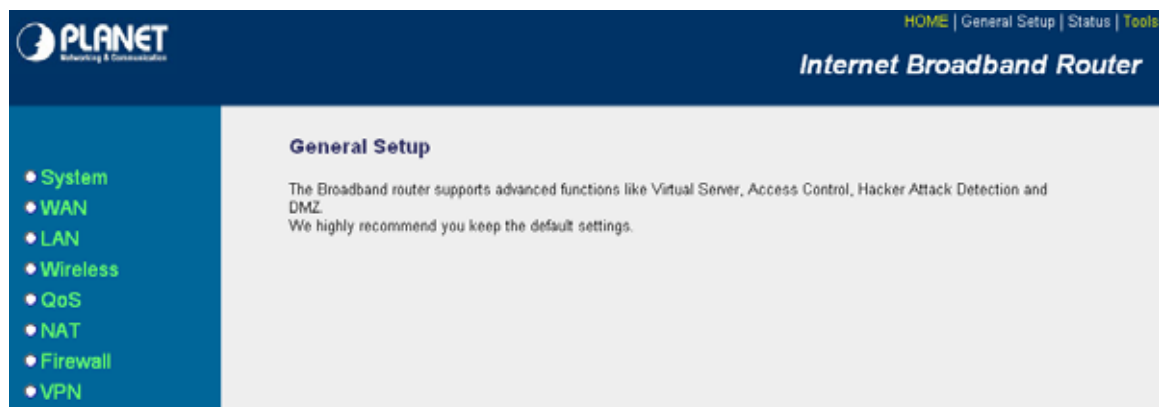 PLANET
Networking & Communication
HOME | General Setup | Status | Tools
Internet Broadband Router
System
WAN
LAN
Wireless
QoS
NAT
Firewall
VPN
General Setup
The Broadband router supports advanced functions like Virtual Server, Access Control, Hacker Attack Detection and
DMZ.
We highly recommend you keep the default settings.